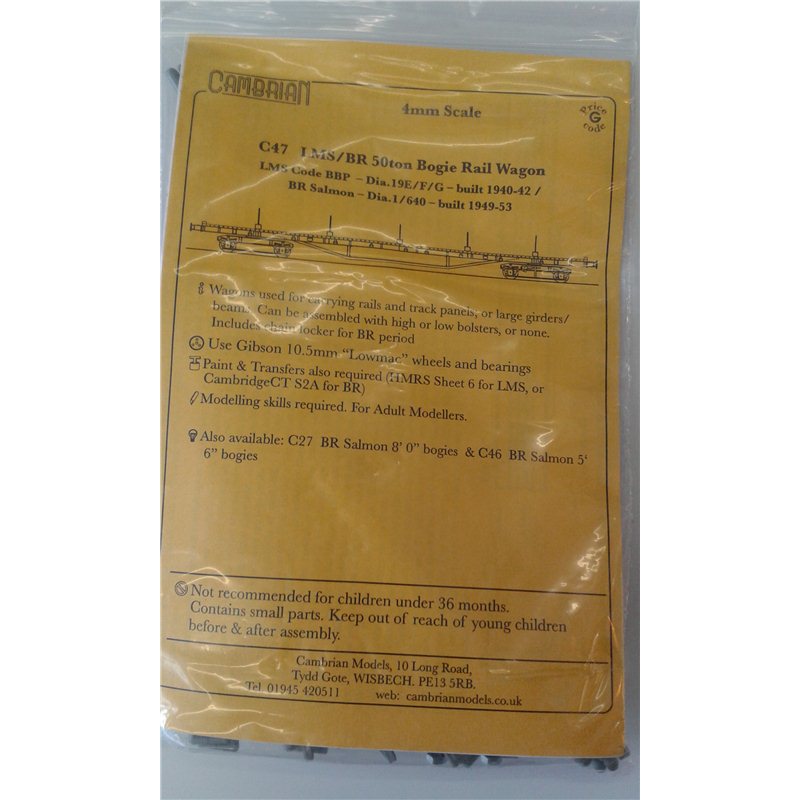 CAMBRIAN
4mm Scale
Price
G
code
C47 LMS/BR 50ton Bogie Rail Wagon
LMS Code BBP – Dia.19E/F/G – built 1940-42 /
BR Salmon – Dia.1/640 – built 1949-53
Wagons used for carrying rails and track panels, or large girders/
beams. Can be assembled with high or low bolsters, or none.
Includes chain locker for BR period
Use Gibson 10.5mm “Lowmac” wheels and bearings
Paint & Transfers also required (HMRS Sheet 6 for LMS, or
CambridgeCT S2A for BR)
Modelling skills required. For Adult Modellers.
Also available: C27 BR Salmon 8' 0” bogies & C46 BR Salmon 5‘
6” bogies
Not recommended for children under 36 months.
Contains small parts. Keep out of reach of young children
before & after assembly.
Cambrian Models, 10 Long Road,
Tydd Gote, WISBECH. PE13 5RB.
Tel 01945 420511 web: cambrianmodels.co.uk